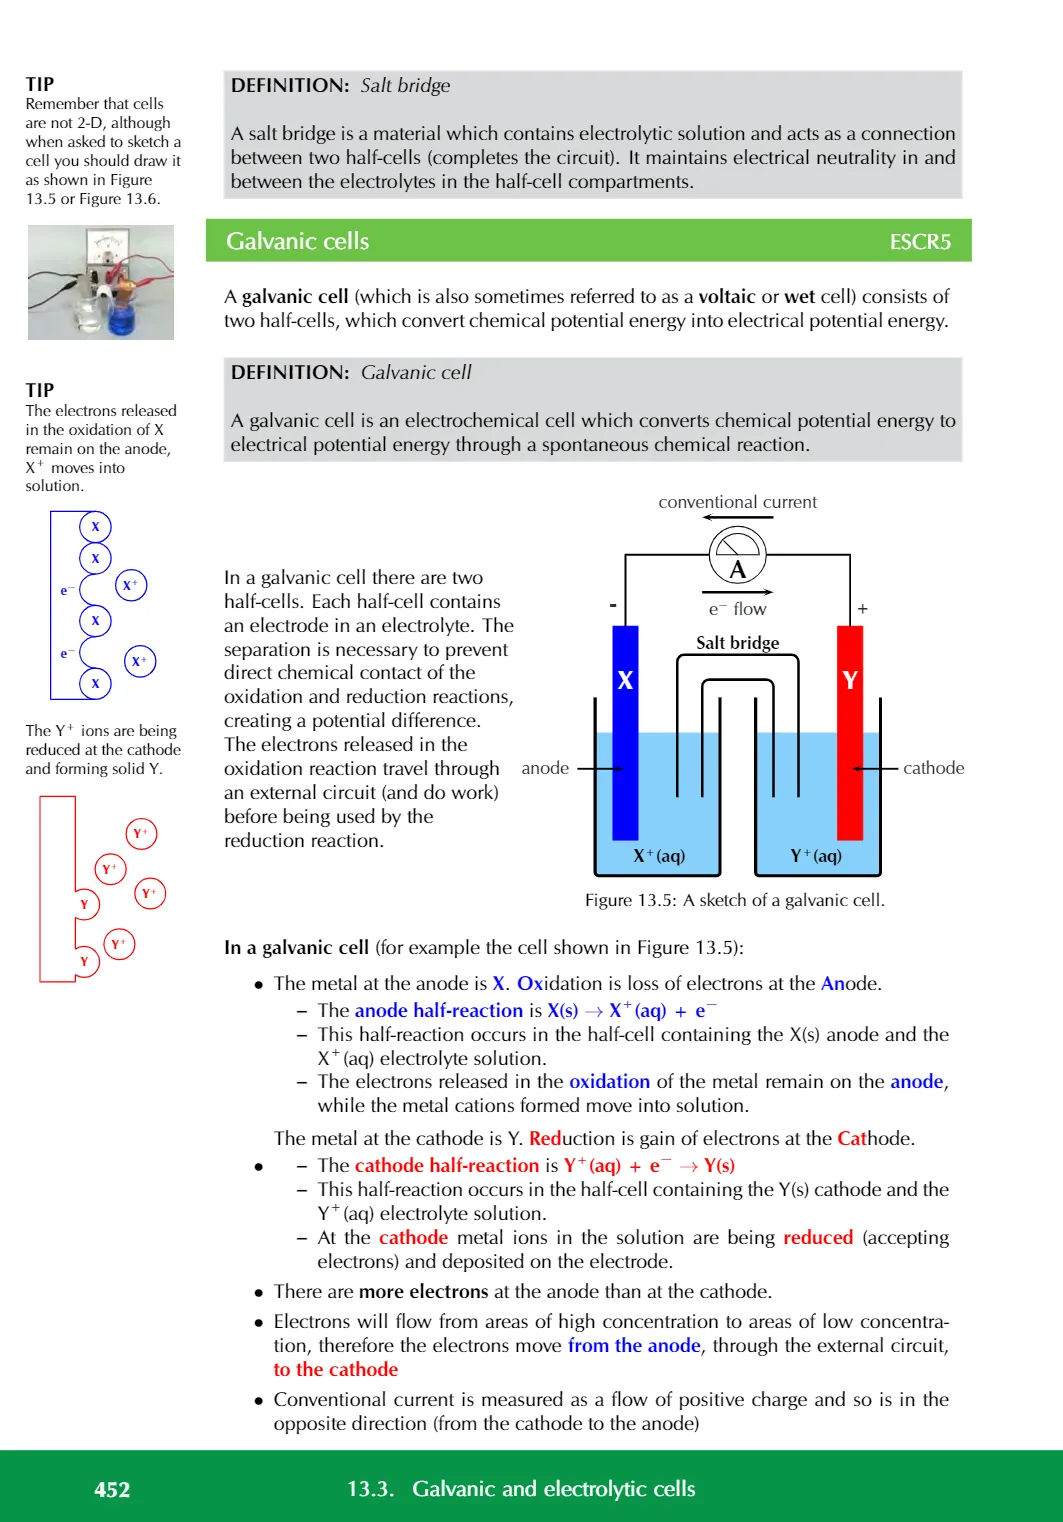 TIP
Remember that cells
are not 2-D, although
when asked to sketch a
cell you should draw it
as shown in Figure
13.5 or Figure 13.6.
DEFINITION: Salt bridge
A salt bridge is a material which contains electrolytic solution and acts as a connection
between two half-cells (completes the circuit). It maintains electrical neutrality in and
between the electrolytes in the half-cell compartments.
Galvanic cells ESCR5
A galvanic cell (which is also sometimes referred to as a voltaic or wet cell) consists of
two half-cells, which convert chemical potential energy into electrical potential energy.
DEFINITION: Galvanic cell
A galvanic cell is an electrochemical cell which converts chemical potential energy to
electrical potential energy through a spontaneous chemical reaction.
TIP
The electrons released
in the oxidation of X
remain on the anode,
X⁺ moves into
solution.
X
X
e⁻ X⁺
X
e⁻ X⁺
X
The Y⁺ ions are being
reduced at the cathode
and forming solid Y.
Y⁺
Y⁺
Y⁺
Y
Y⁺
Y
In a galvanic cell there are two
half-cells. Each half-cell contains
an electrode in an electrolyte. The
separation is necessary to prevent
direct chemical contact of the
oxidation and reduction reactions,
creating a potential difference.
The electrons released in the
oxidation reaction travel through
an external circuit (and do work)
before being used by the
reduction reaction.
conventional current
A
- e⁻ flow +
Salt bridge
X Y
anode cathode
X⁺(aq) Y⁺(aq)
Figure 13.5: A sketch of a galvanic cell.
In a galvanic cell (for example the cell shown in Figure 13.5):
• The metal at the anode is X. Oxidation is loss of electrons at the Anode.
– The anode half-reaction is X(s) → X⁺(aq) + e⁻
– This half-reaction occurs in the half-cell containing the X(s) anode and the
X⁺(aq) electrolyte solution.
– The electrons released in the oxidation of the metal remain on the anode,
while the metal cations formed move into solution.
The metal at the cathode is Y. Reduction is gain of electrons at the Cathode.
• – The cathode half-reaction is Y⁺(aq) + e⁻ → Y(s)
– This half-reaction occurs in the half-cell containing the Y(s) cathode and the
Y⁺(aq) electrolyte solution.
– At the cathode metal ions in the solution are being reduced (accepting
electrons) and deposited on the electrode.
• There are more electrons at the anode than at the cathode.
• Electrons will flow from areas of high concentration to areas of low concentra-
tion, therefore the electrons move from the anode, through the external circuit,
to the cathode
• Conventional current is measured as a flow of positive charge and so is in the
opposite direction (from the cathode to the anode)
452 13.3. Galvanic and electrolytic cells